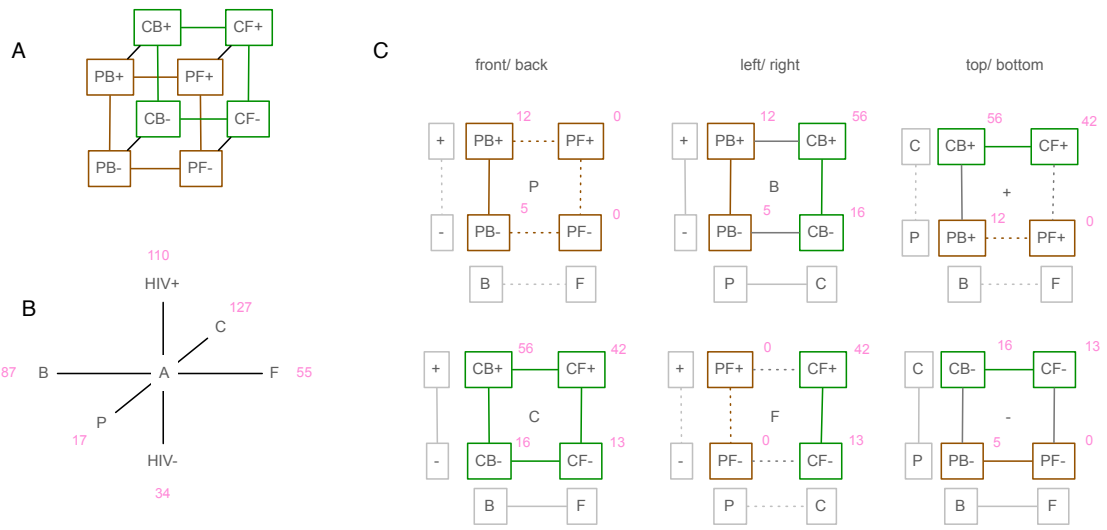 A
CB+ CF+
PB+ PF+
CB- CF-
PB- PF-
B
110
HIV+
127
C
87 B A F 55
P
17
HIV-
34
C
front/ back
left/ right
top/ bottom
12 0
+ PB+ PF+
P
5 0
- PB- PF-
B F
12 56
+ PB+ CB+
B
5 16
- PB- CB-
P C
56 42
C CB+ CF+
+
12 0
P PB+ PF+
B F
56 42
+ CB+ CF+
C
16 13
- CB- CF-
B F
0 42
+ PF+ CF+
F
0 13
- PF- CF-
P C
16 13
C CB- CF-
-
5 0
P PB- PF-
B F